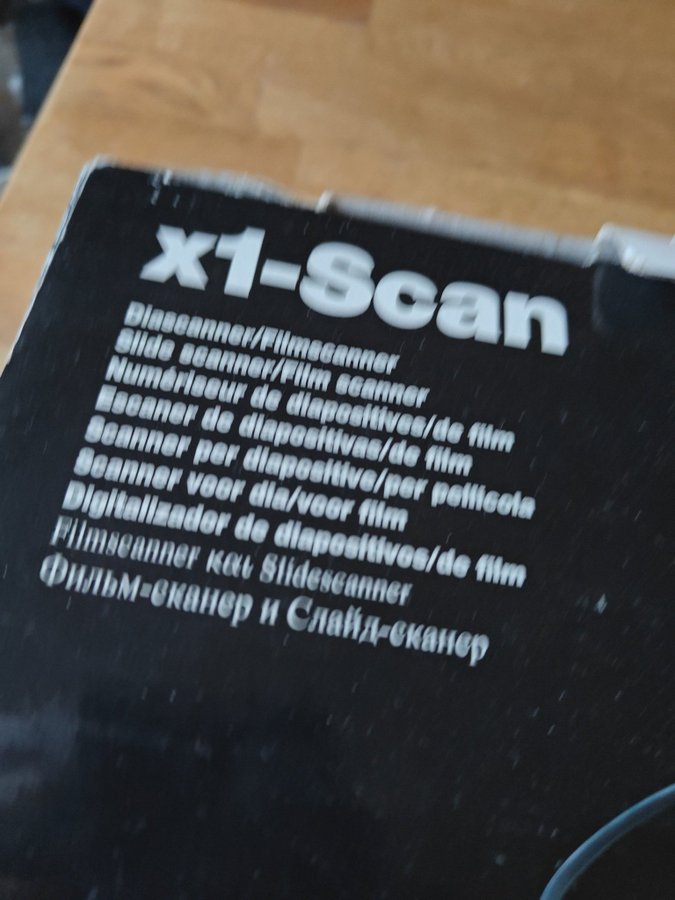 x1-Scan
Diascanner/Filmscanner
Slide scanner/Film scanner
Numériseur de diapositives/de film
Escaner de diapositivas/de film
Scanner per diapositive/per pellicola
Scanner voor dia/voor film
Digitalizador de diapositivos/de film
Filmscanner και Slidescanner
Фильм-сканер и Слайд-сканер